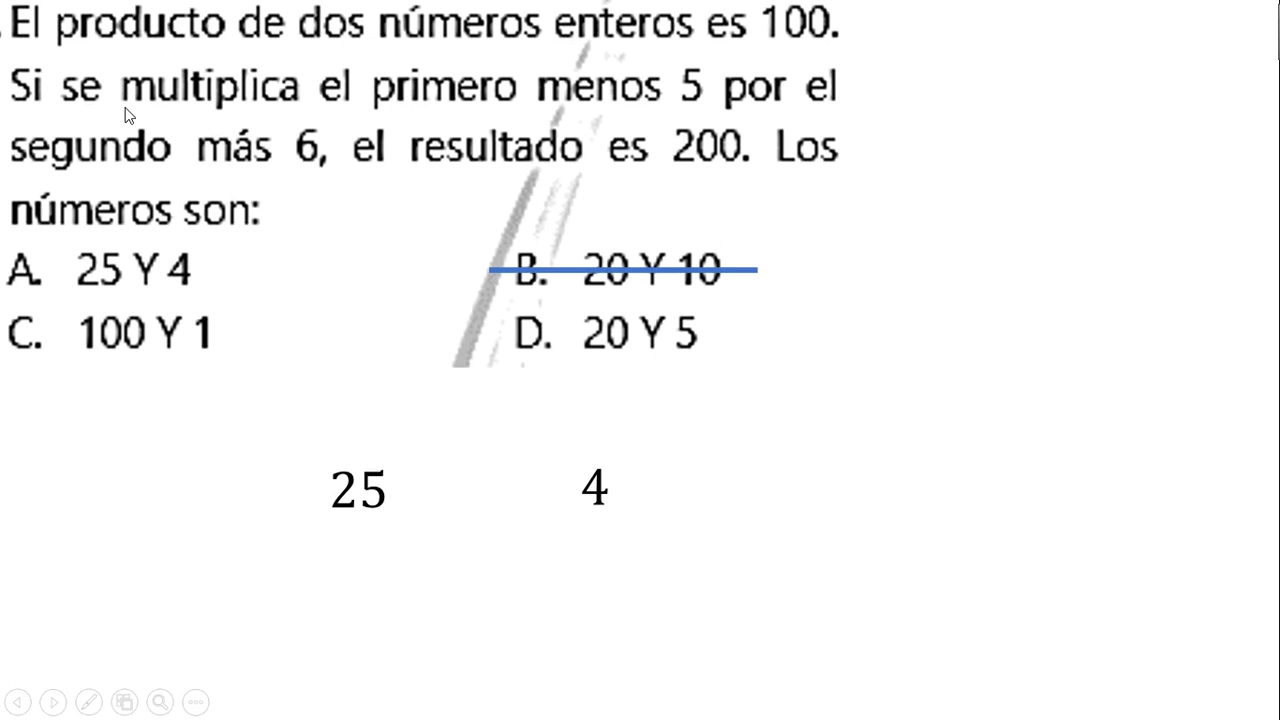 El producto de dos números enteros es 100.
Si se multiplica el primero menos 5 por el
segundo más 6, el resultado es 200. Los
números son:
A. 25 Y 4 B. 20 Y 10
C. 100 Y 1 D. 20 Y 5
25 4